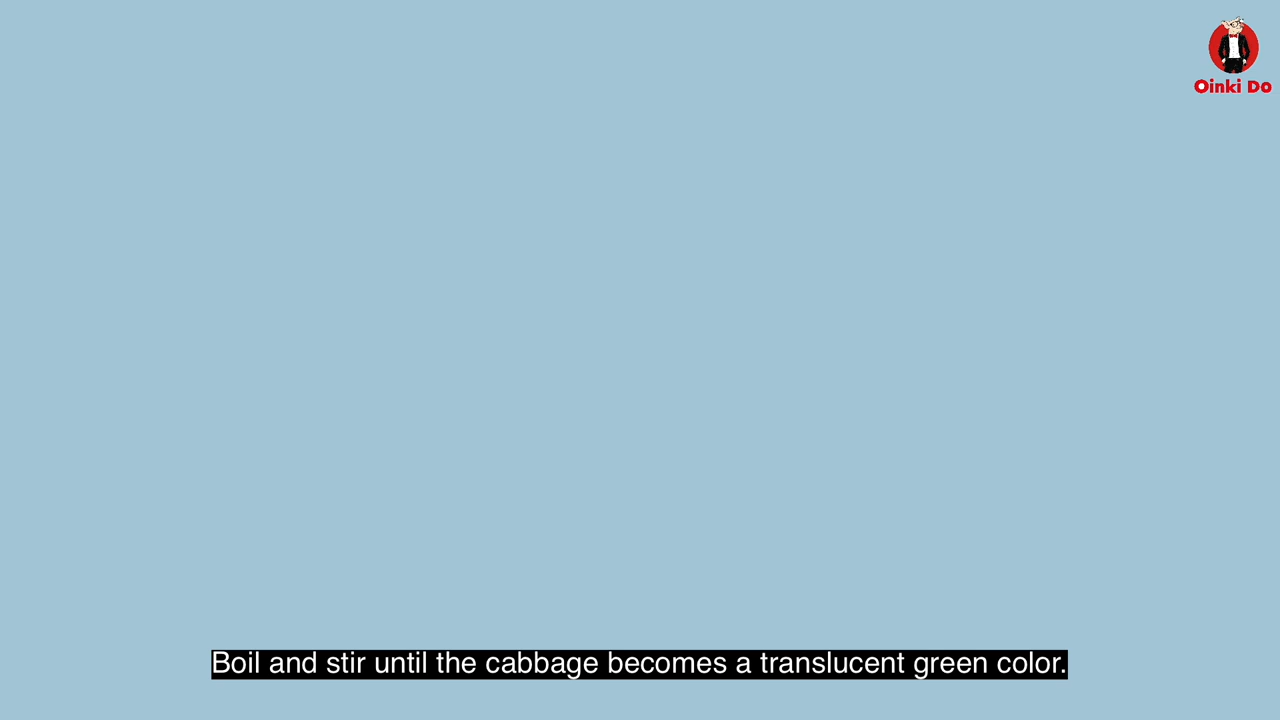 Oinki Do
Boil and stir until the cabbage becomes a translucent green color.